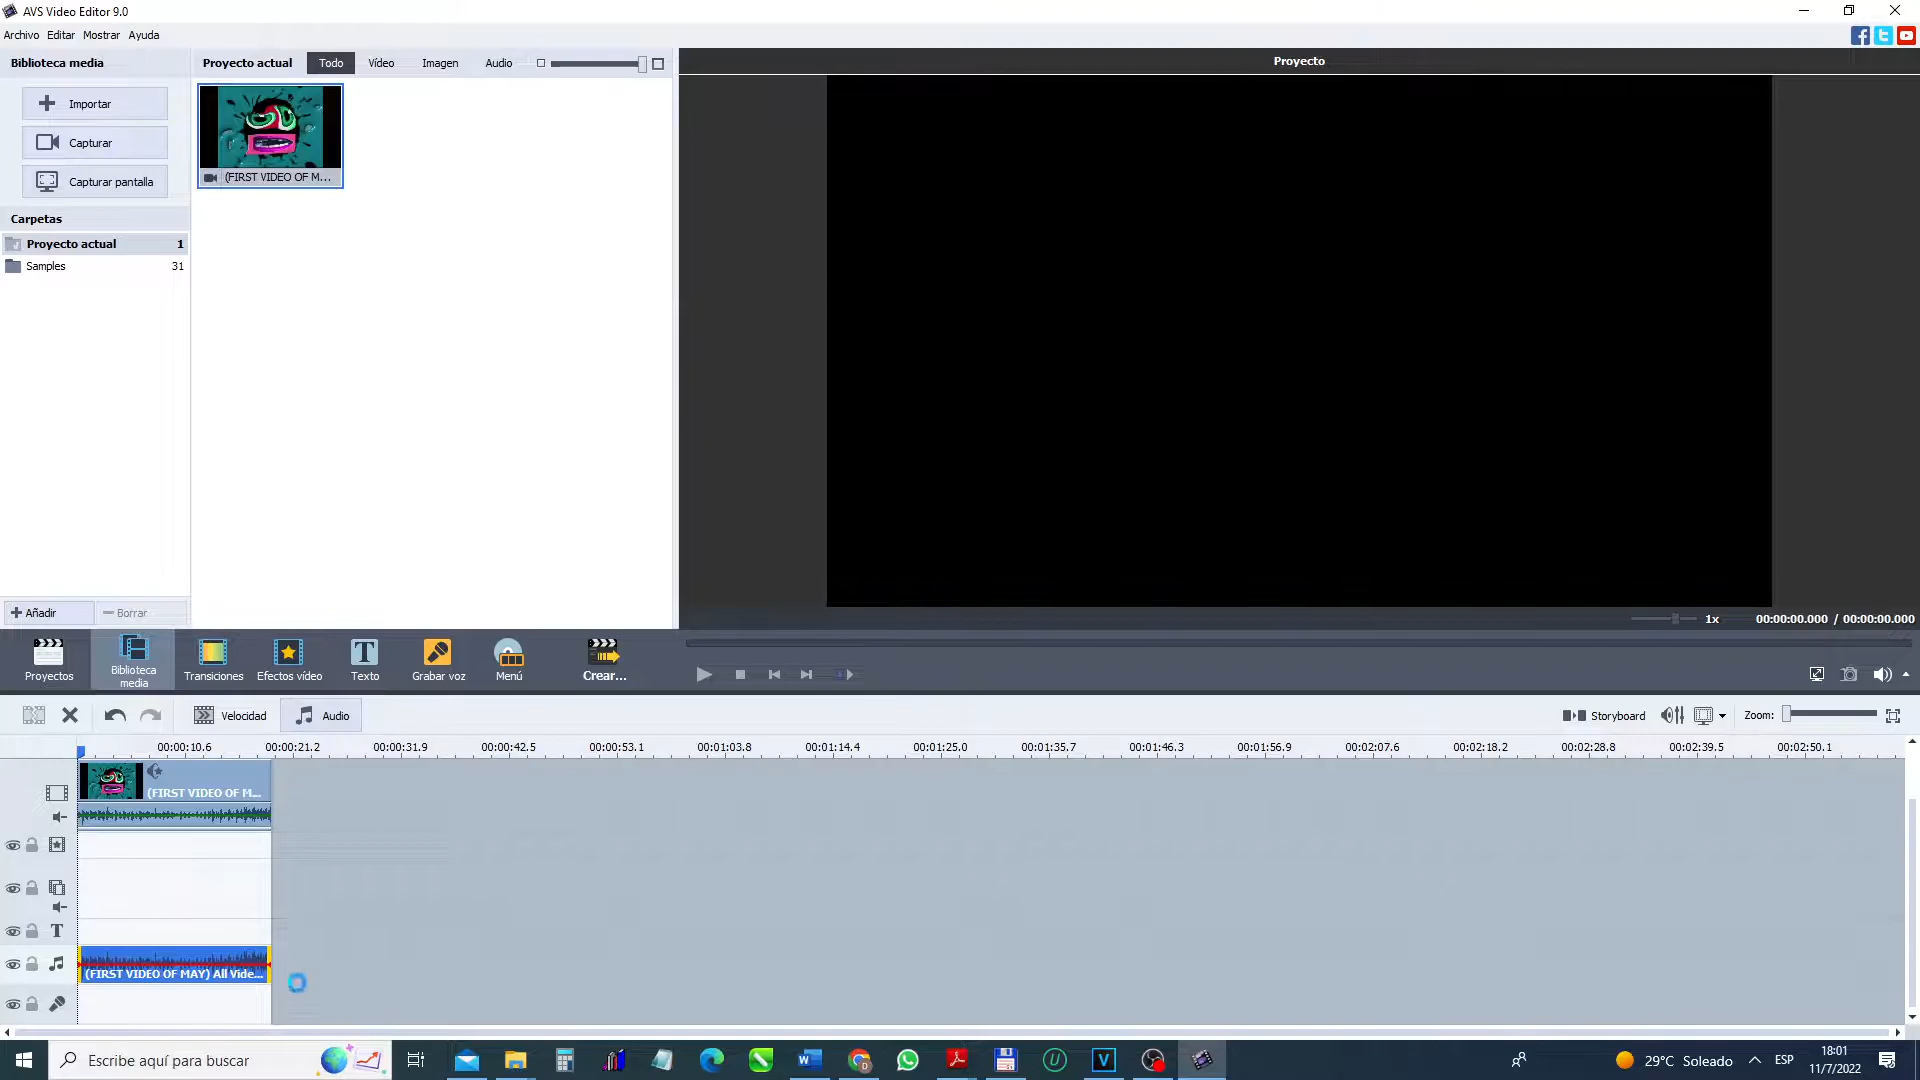 AVS Video Editor 9.0
Archivo Editar Mostrar Ayuda
Biblioteca media
Proyecto actual Todo Vídeo Imagen Audio
Proyecto
Importar
Capturar
Capturar pantalla
(FIRST VIDEO OF M...
Carpetas
Proyecto actual 1
Samples 31
Añadir Borrar
1x 00:00:00.000 / 00:00:00.000
Proyectos
Biblioteca
media
Transiciones
Efectos vídeo
Texto
Grabar voz
Menú
Crear...
Velocidad Audio Storyboard Zoom:
00:00:10.6 00:00:21.2 00:00:31.9 00:00:42.5 00:00:53.1 00:01:03.8 00:01:14.4 00:01:25.0 00:01:35.7 00:01:46.3 00:01:56.9 00:02:07.6 00:02:18.2 00:02:28.8 00:02:39.5 00:02:50.1
(FIRST VIDEO OF M...
T
(FIRST VIDEO OF MAY) All Vide...
Escribe aquí para buscar
29°C Soleado ESP
18:01
11/7/2022